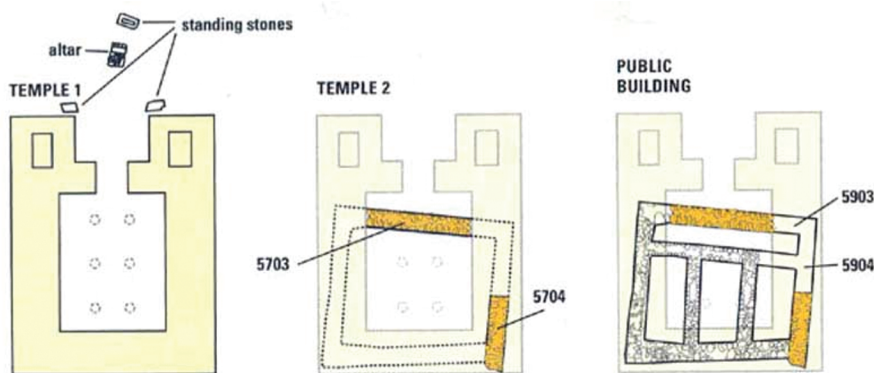 standing stones
altar
TEMPLE 1
TEMPLE 2
PUBLIC
BUILDING
5703
5704
5903
5904